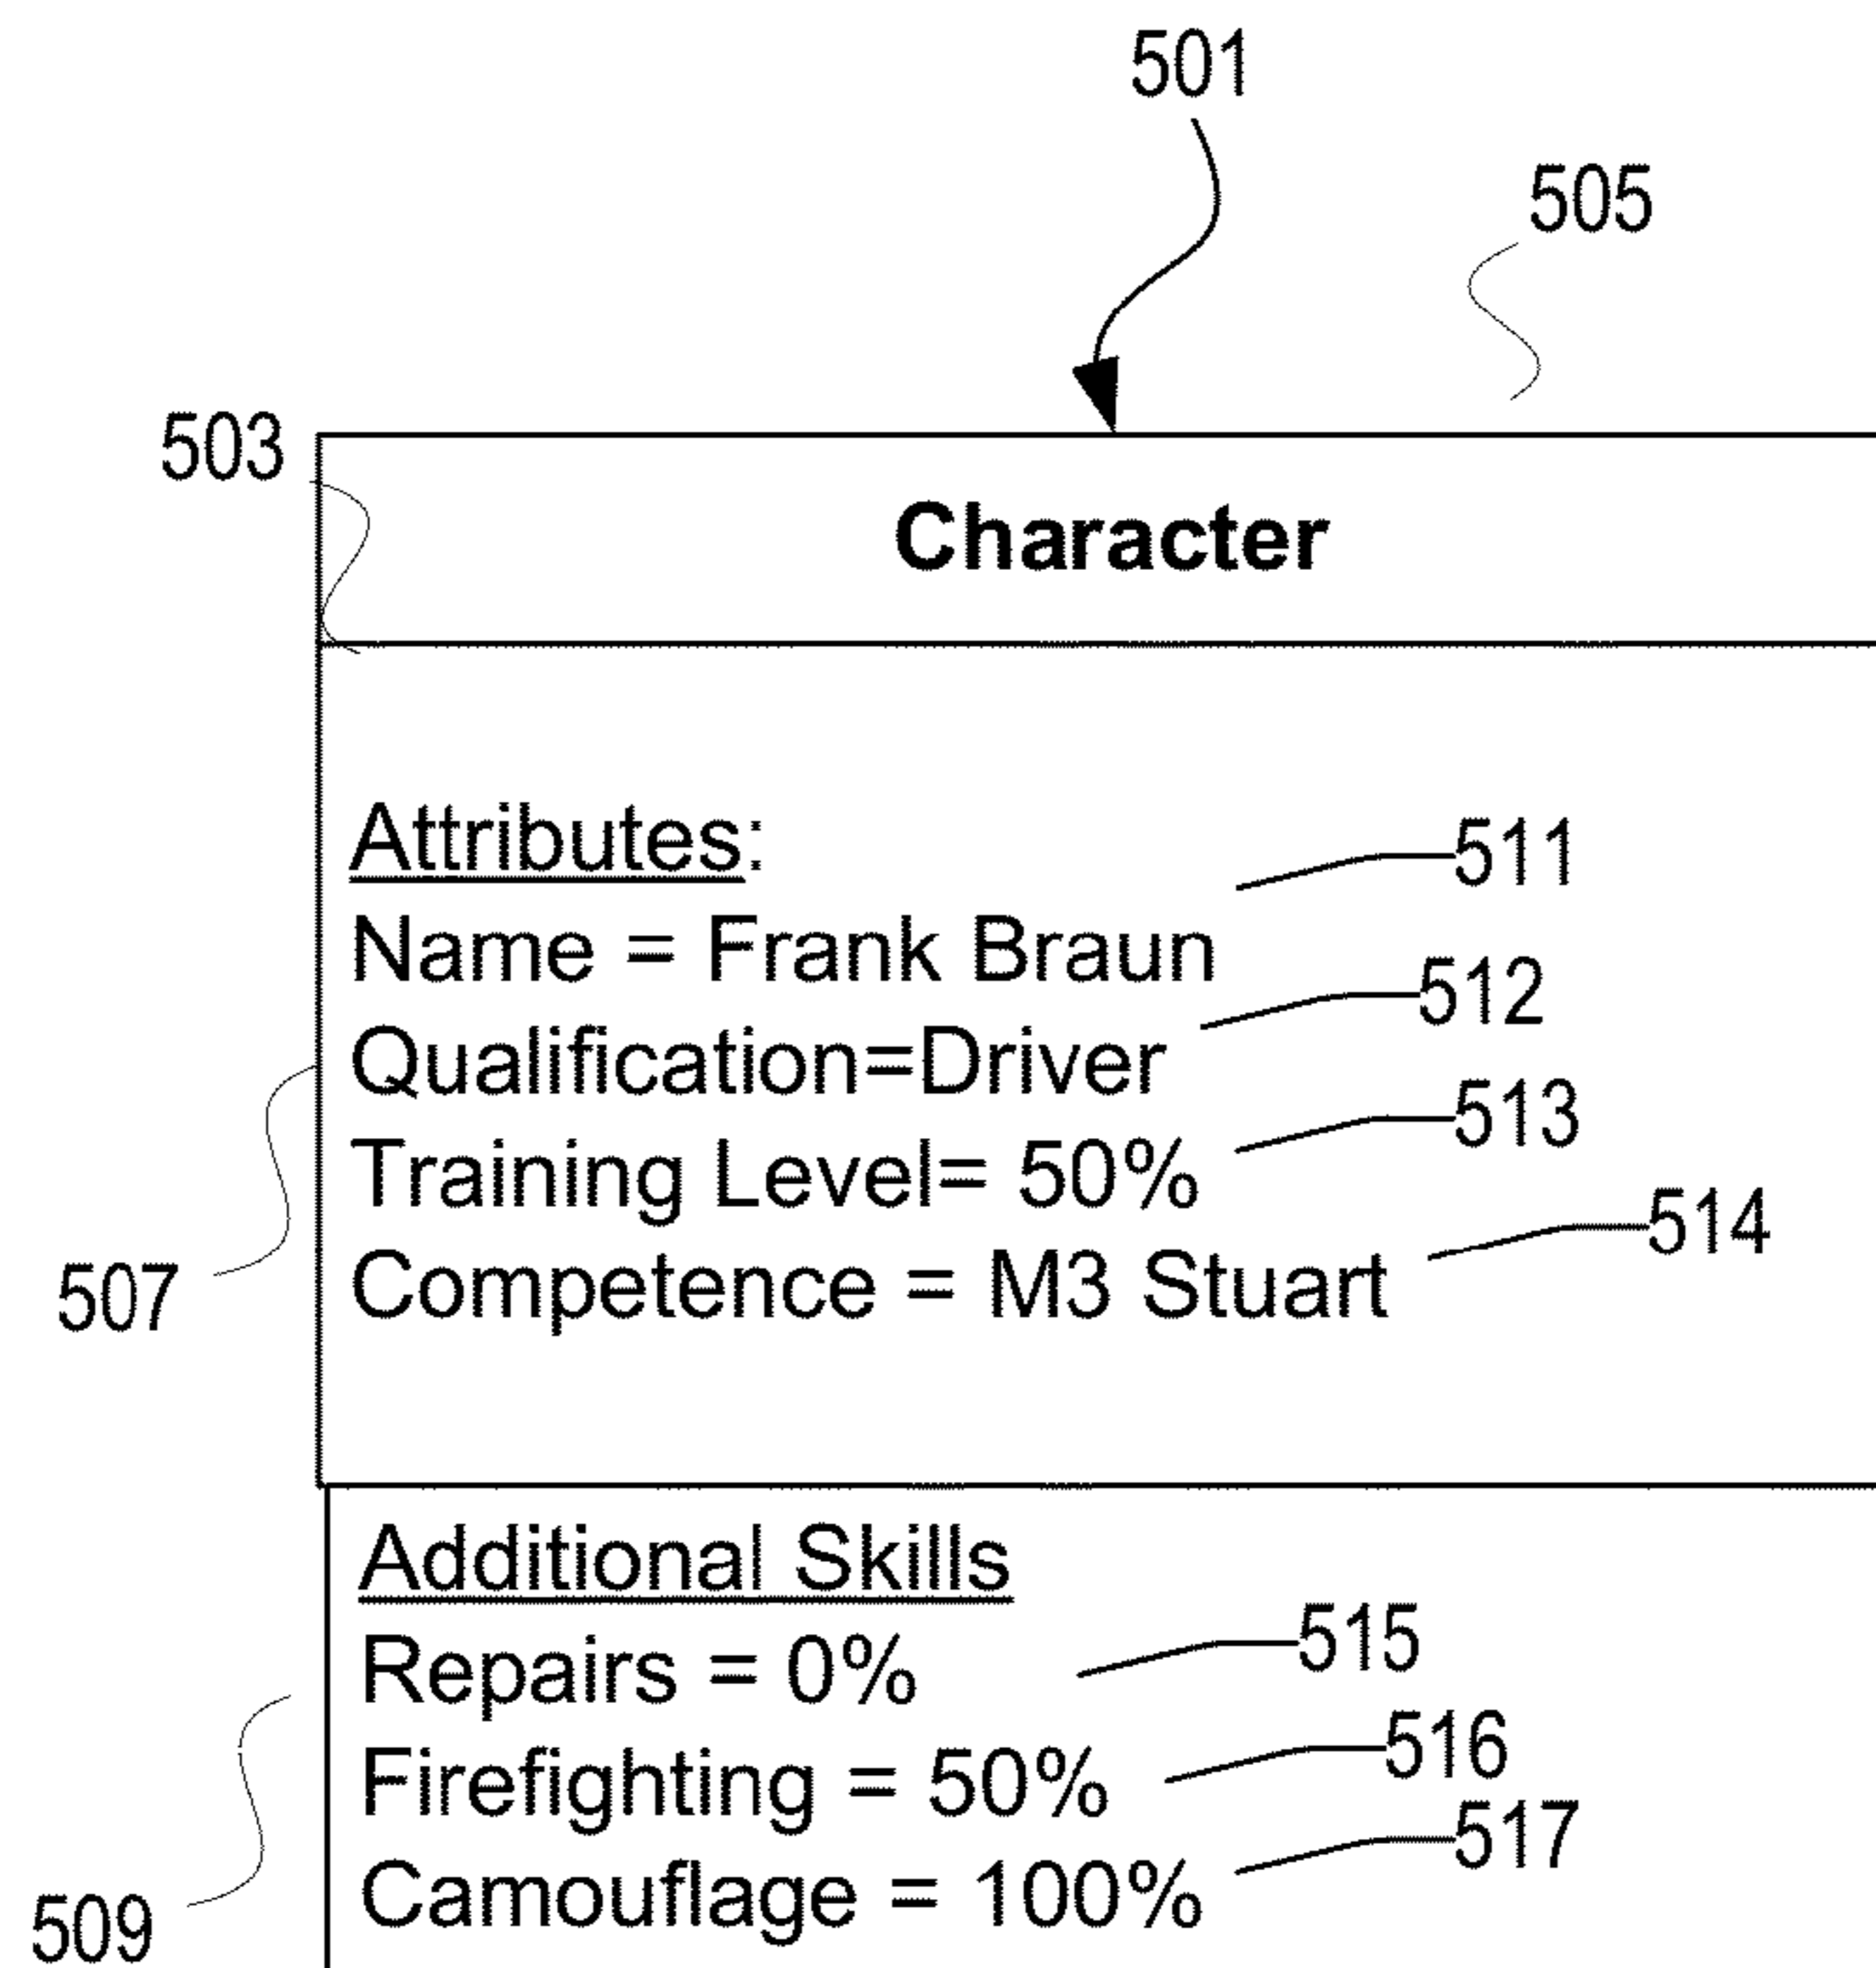 501
505
503
Character
Attributes:
511
Name = Frank Braun
512
Qualification=Driver
513
Training Level= 50%
514
Competence = M3 Stuart
507
Additional Skills
515
Repairs = 0%
516
Firefighting = 50%
517
Camouflage = 100%
509